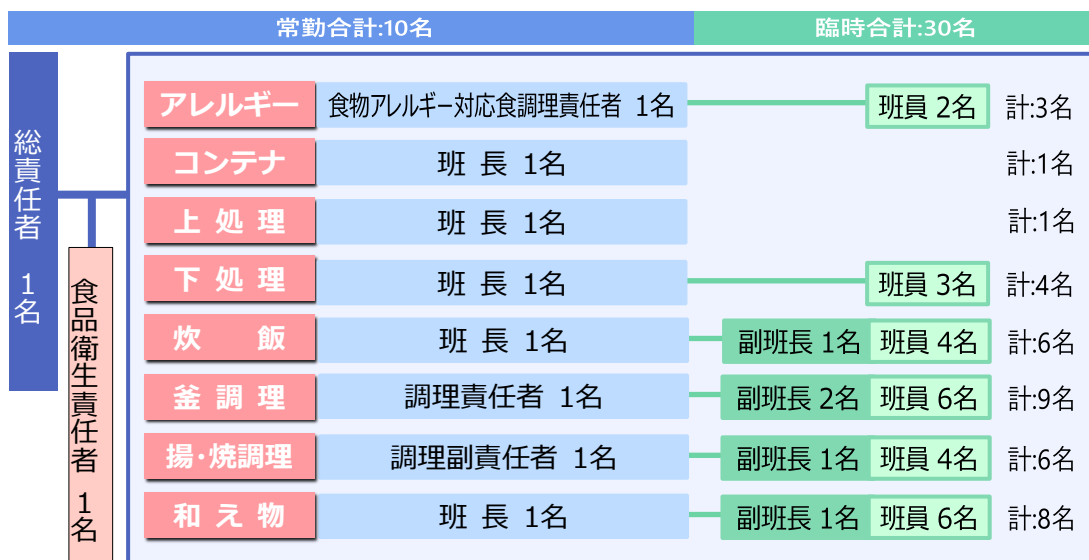 常勤合計:10名 臨時合計:30名
総責任者 1名
食品衛生責任者 1名
アレルギー 食物アレルギー対応食調理責任者 1名 班員 2名 計:3名
コンテナ 班 長 1名 計:1名
上 処 理 班 長 1名 計:1名
下 処 理 班 長 1名 班員 3名 計:4名
炊 飯 班 長 1名 副班長 1名 班員 4名 計:6名
釜 調 理 調理責任者 1名 副班長 2名 班員 6名 計:9名
揚・焼調理 調理副責任者 1名 副班長 1名 班員 4名 計:6名
和 え 物 班 長 1名 副班長 1名 班員 6名 計:8名